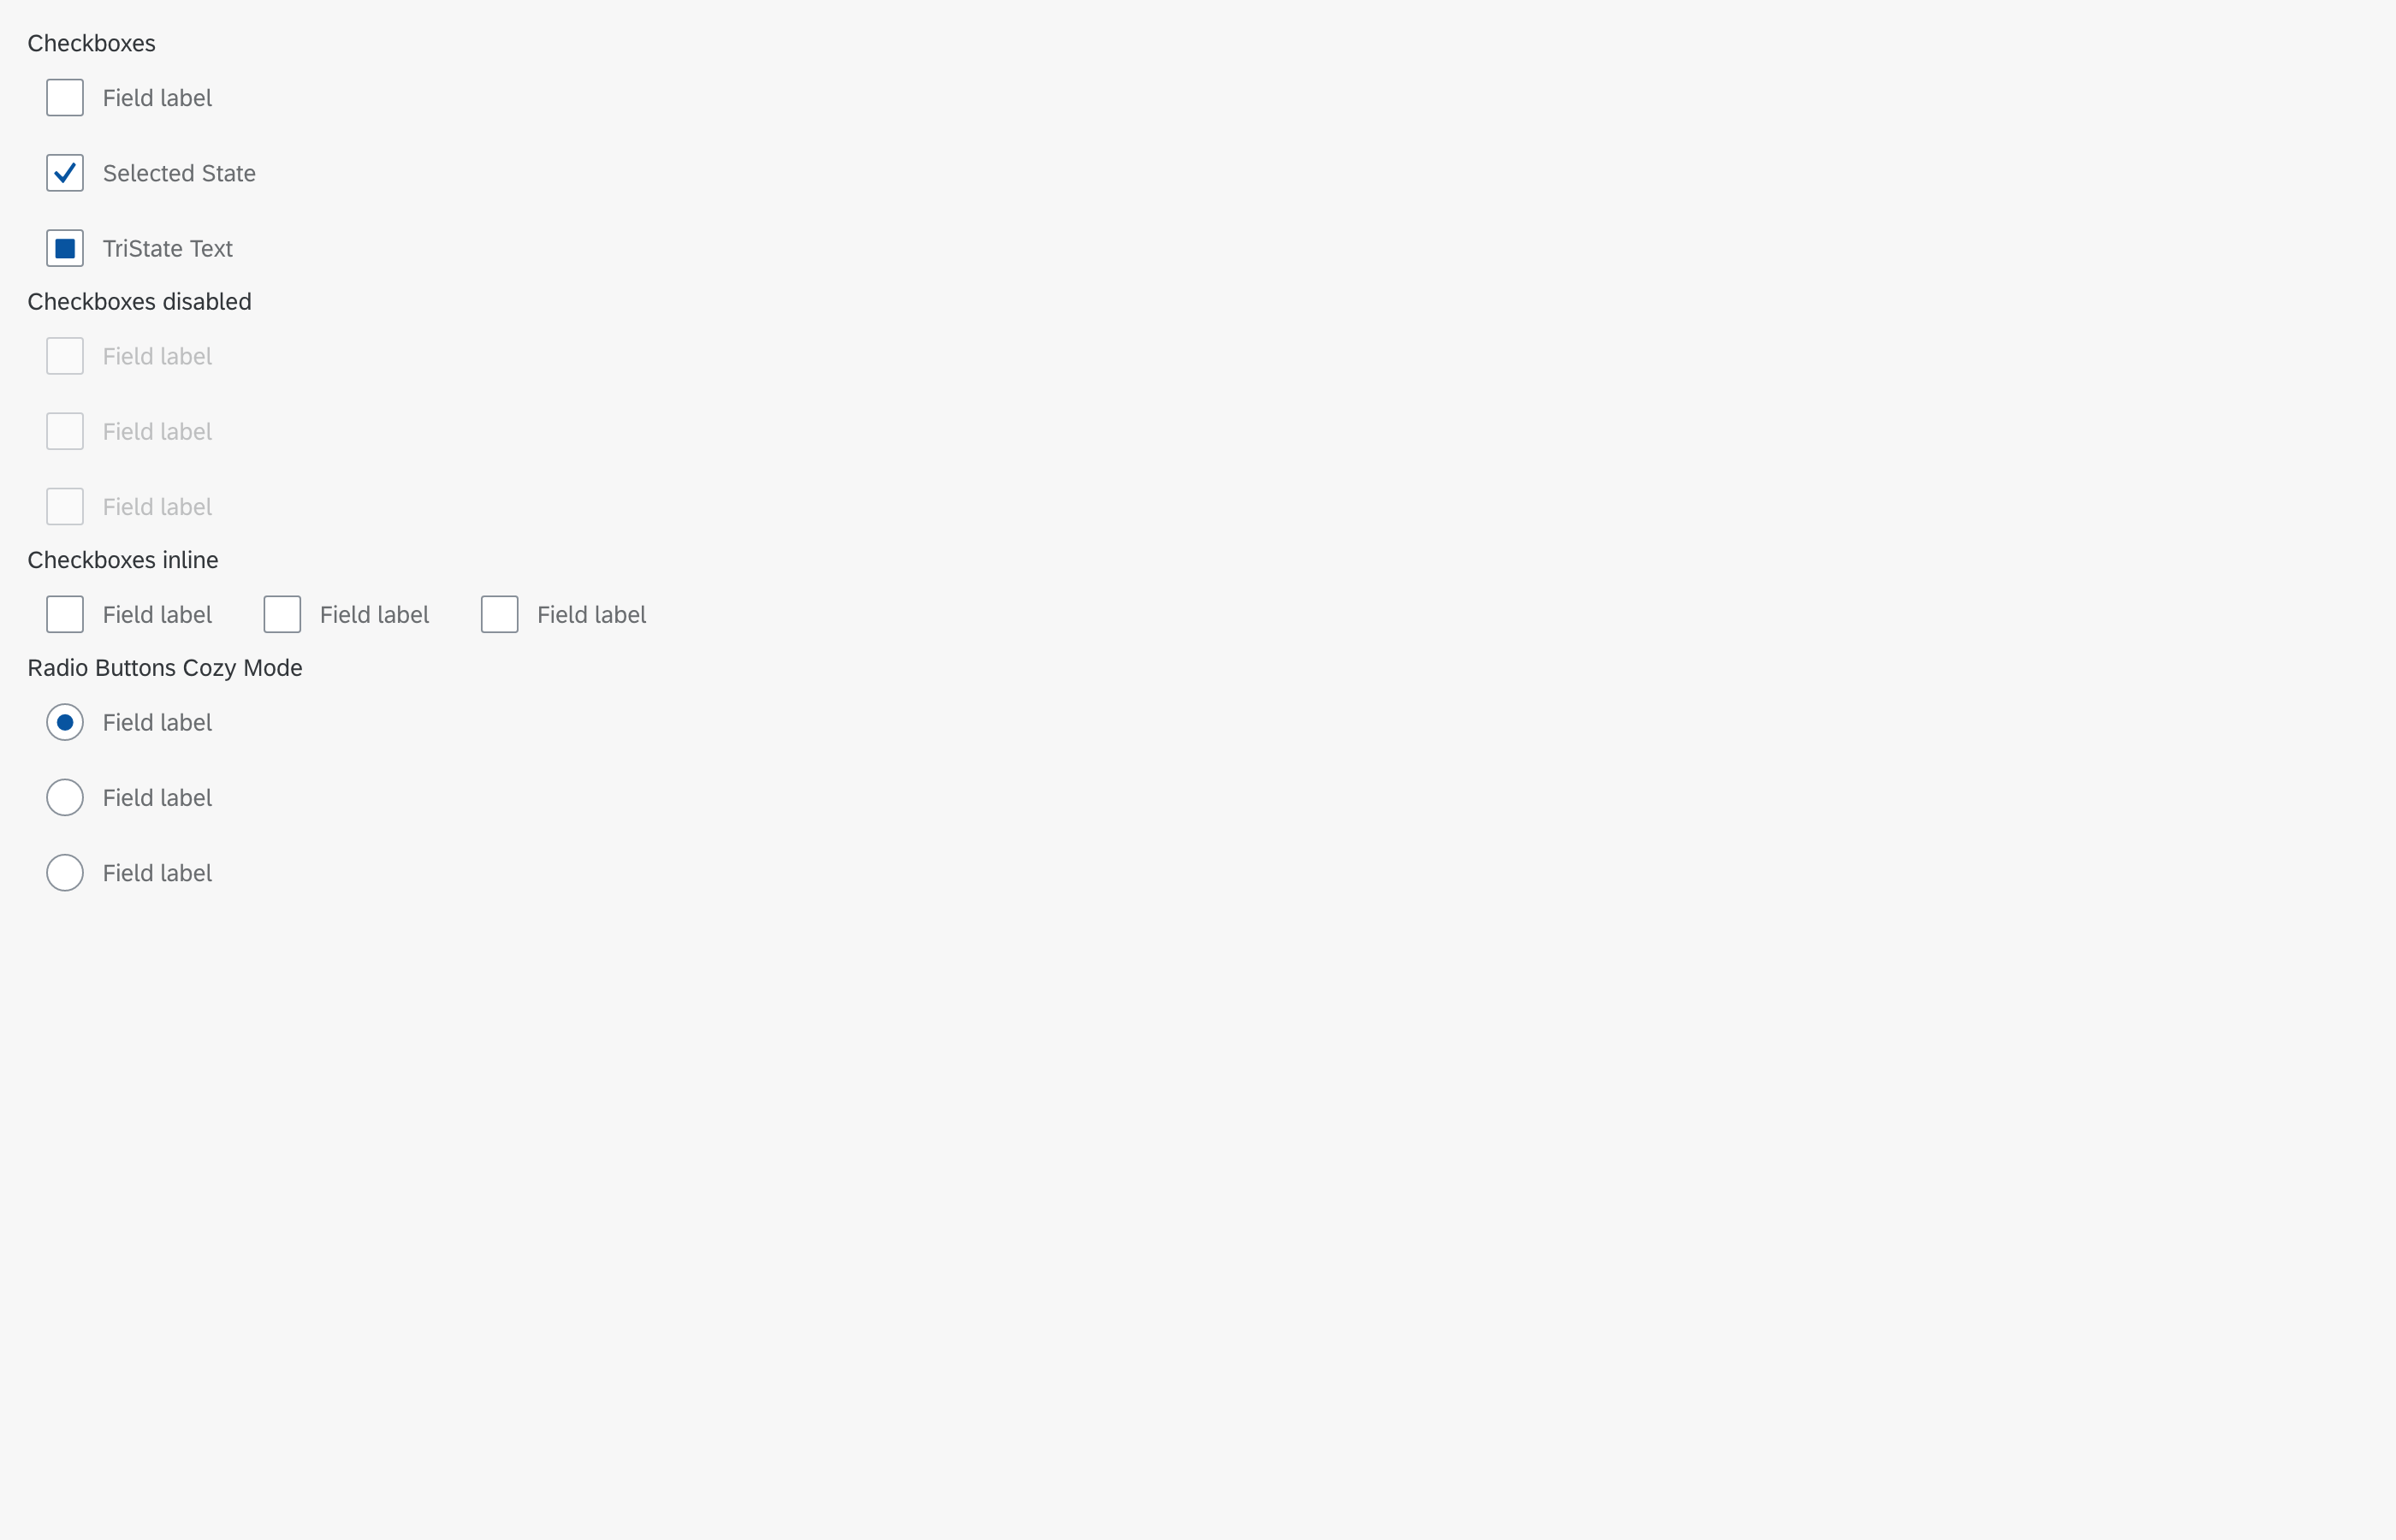 Checkboxes
Field label
Selected State
TriState Text
Checkboxes disabled
Field label
Field label
Field label
Checkboxes inline
Field label Field label Field label
Radio Buttons Cozy Mode
Field label
Field label
Field label